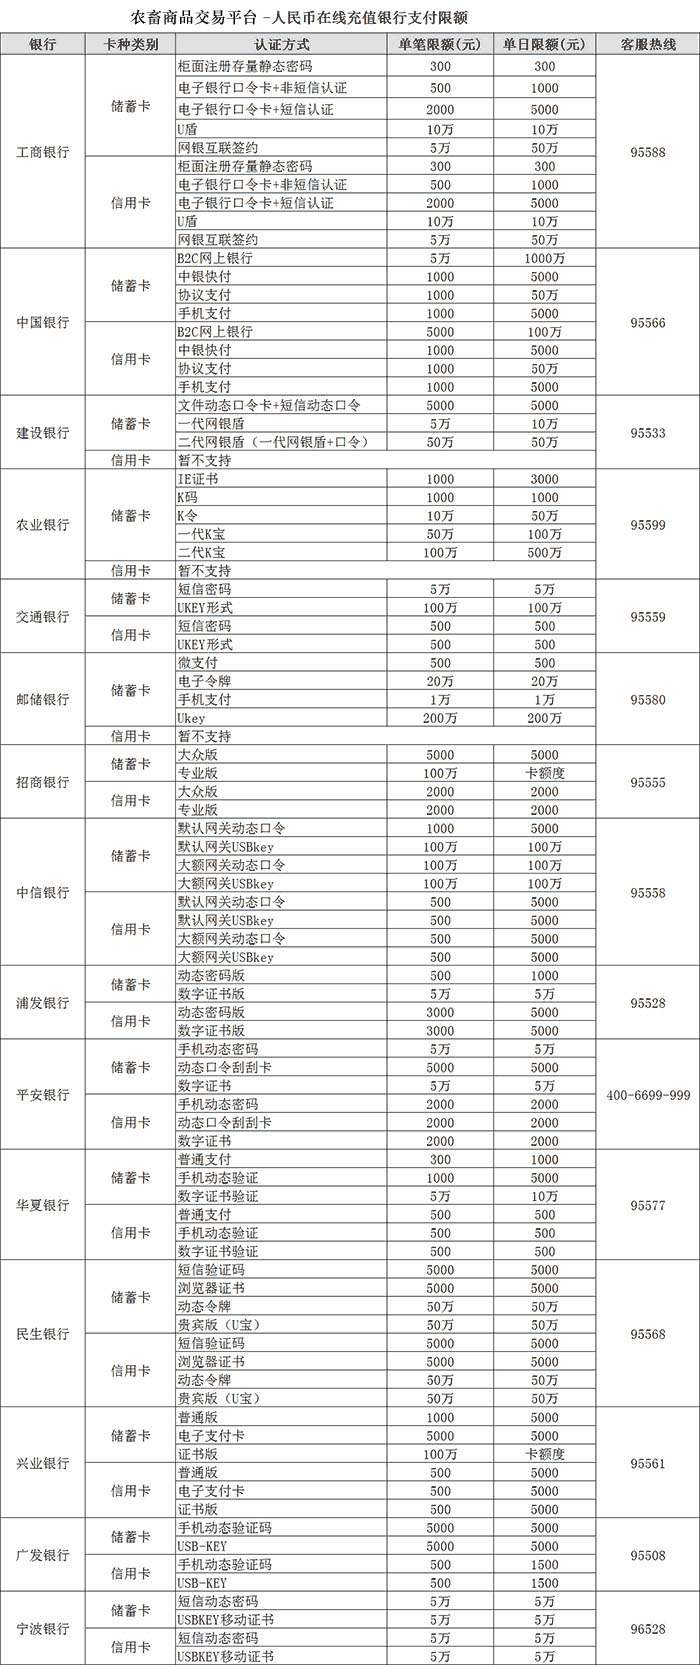 农畜商品交易平台 -人民币在线充值银行支付限额
银行 卡种类别 认证方式 单笔限额(元) 单日限额(元) 客服热线
工商银行 储蓄卡 柜面注册存量静态密码 300 300 95588
电子银行口令卡+非短信认证 500 1000
电子银行口令卡+短信认证 2000 5000
U盾 10万 10万
网银互联签约 5万 50万
信用卡 柜面注册存量静态密码 300 300
电子银行口令卡+非短信认证 500 1000
电子银行口令卡+短信认证 2000 5000
U盾 10万 10万
网银互联签约 5万 50万
中国银行 储蓄卡 B2C网上银行 5万 1000万 95566
中银快付 1000 5000
协议支付 1000 50万
手机支付 1000 5000
信用卡 B2C网上银行 5000 100万
中银快付 1000 5000
协议支付 1000 50万
手机支付 1000 5000
建设银行 储蓄卡 文件动态口令卡+短信动态口令 5000 5000 95533
一代网银盾 5万 10万
二代网银盾（一代网银盾+口令） 50万 50万
信用卡 暂不支持
农业银行 储蓄卡 IE证书 1000 3000 95599
K码 1000 1000
K令 10万 50万
一代K宝 50万 100万
二代K宝 100万 500万
信用卡 暂不支持
交通银行 储蓄卡 短信密码 5万 5万 95559
UKEY形式 100万 100万
信用卡 短信密码 500 500
UKEY形式 500 500
邮储银行 储蓄卡 微支付 500 500 95580
电子令牌 20万 20万
手机支付 1万 1万
Ukey 200万 200万
信用卡 暂不支持
招商银行 储蓄卡 大众版 5000 5000 95555
专业版 100万 卡额度
信用卡 大众版 2000 2000
专业版 2000 2000
中信银行 储蓄卡 默认网关动态口令 1000 5000 95558
默认网关USBkey 100万 100万
大额网关动态口令 100万 100万
大额网关USBkey 100万 100万
信用卡 默认网关动态口令 500 5000
默认网关USBkey 500 5000
大额网关动态口令 500 5000
大额网关USBkey 500 5000
浦发银行 储蓄卡 动态密码版 500 1000 95528
数字证书版 5万 5万
信用卡 动态密码版 3000 5000
数字证书版 3000 5000
平安银行 储蓄卡 手机动态密码 5万 5万 400-6699-999
动态口令刮刮卡 5000 5000
数字证书 5万 5万
信用卡 手机动态密码 2000 2000
动态口令刮刮卡 2000 2000
数字证书 2000 2000
华夏银行 储蓄卡 普通支付 300 1000 95577
手机动态验证 1000 5000
数字证书验证 5万 10万
信用卡 普通支付 500 500
手机动态验证 500 500
数字证书验证 500 500
民生银行 储蓄卡 短信验证码 5000 5000 95568
浏览器证书 5000 5000
动态令牌 50万 50万
贵宾版（U宝） 50万 50万
信用卡 短信验证码 5000 5000
浏览器证书 5000 5000
动态令牌 50万 50万
贵宾版（U宝） 50万 50万
兴业银行 储蓄卡 普通版 1000 5000 95561
电子支付卡 5000 5000
证书版 100万 卡额度
信用卡 普通版 500 5000
电子支付卡 500 5000
证书版 500 5000
广发银行 储蓄卡 手机动态验证码 5000 5000 95508
USB-KEY 5000 5000
信用卡 手机动态验证码 500 1500
USB-KEY 500 1500
宁波银行 储蓄卡 短信动态密码 5万 5万 96528
USBKEY移动证书 5万 5万
信用卡 短信动态密码 5万 5万
USBKEY移动证书 5万 5万